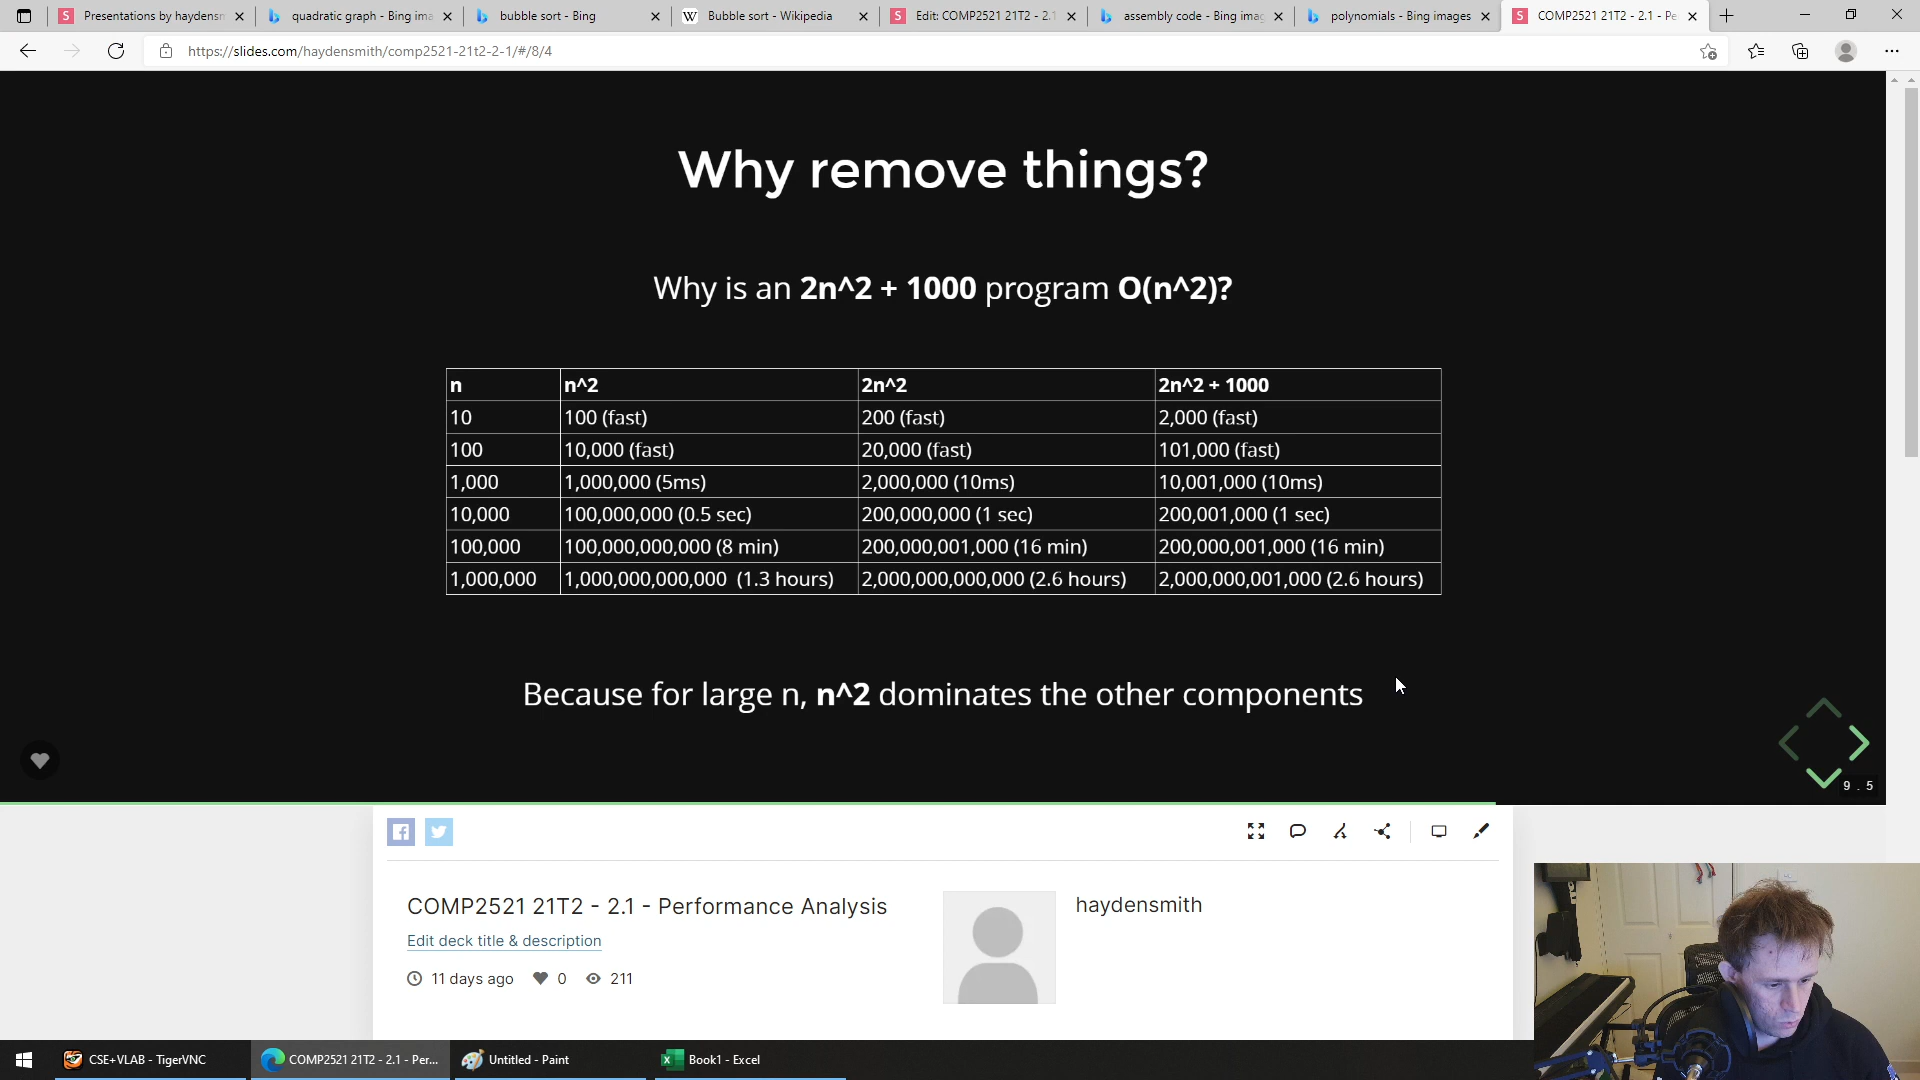 Presentations by haydensm
quadratic graph - Bing ima
bubble sort - Bing
Bubble sort - Wikipedia
Edit: COMP2521 21T2 - 2.1
assembly code - Bing imag
polynomials - Bing images
COMP2521 21T2 - 2.1 - Pe
https://slides.com/haydensmith/comp2521-21t2-2-1/#/8/4
Why remove things?
Why is an 2n^2 + 1000 program O(n^2)?
n n^2 2n^2 2n^2 + 1000
10 100 (fast) 200 (fast) 2,000 (fast)
100 10,000 (fast) 20,000 (fast) 101,000 (fast)
1,000 1,000,000 (5ms) 2,000,000 (10ms) 10,001,000 (10ms)
10,000 100,000,000 (0.5 sec) 200,000,000 (1 sec) 200,001,000 (1 sec)
100,000 100,000,000,000 (8 min) 200,000,001,000 (16 min) 200,000,001,000 (16 min)
1,000,000 1,000,000,000,000 (1.3 hours) 2,000,000,000,000 (2.6 hours) 2,000,000,001,000 (2.6 hours)
Because for large n, n^2 dominates the other components
9 . 5
COMP2521 21T2 - 2.1 - Performance Analysis
haydensmith
Edit deck title & description
11 days ago 0 211
CSE+VLAB - TigerVNC
COMP2521 21T2 - 2.1 - Per...
Untitled - Paint
Book1 - Excel